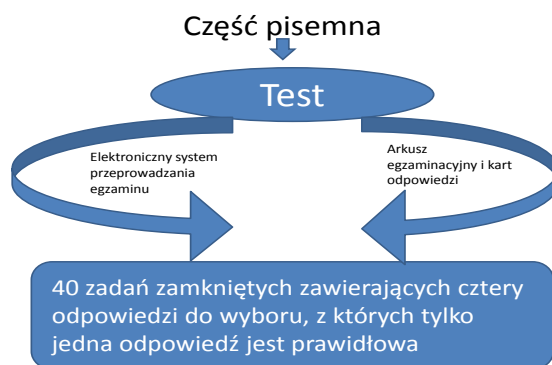 Część pisemna
Test
Elektroniczny system
przeprowadzania
egzaminu
Arkusz
egzaminacyjny i kart
odpowiedzi
40 zadań zamkniętych zawierających cztery
odpowiedzi do wyboru, z których tylko
jedna odpowiedź jest prawidłowa